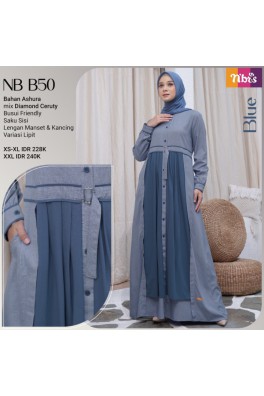 NB B50
Bahan Ashura
mix Diamond Ceruty
Busui Friendly
Saku Sisi
Lengan Manset & Kancing
Variasi Lipit
XS-XL IDR 228K
XXL IDR 240K
nibi's
Blue